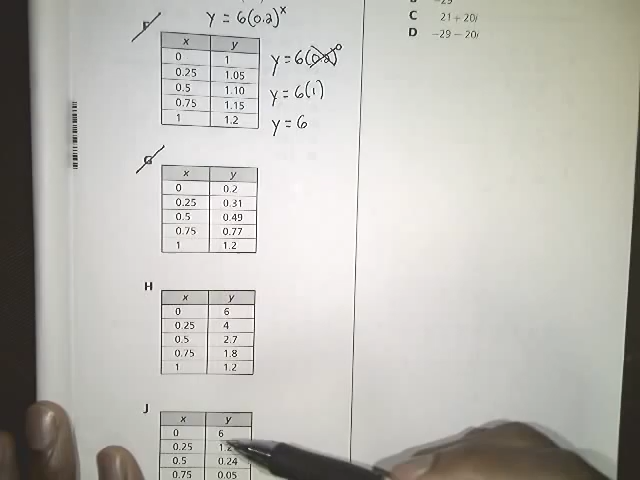 y = 6(0.2)^x
F
x y
0 1
0.25 1.05
0.5 1.10
0.75 1.15
1 1.2
y = 6(0.2)^0
y = 6(1)
y = 6
G
x y
0 0.2
0.25 0.31
0.5 0.49
0.75 0.77
1 1.2
H
x y
0 6
0.25 4
0.5 2.7
0.75 1.8
1 1.2
J
x y
0 6
0.25
0.5 0.24
0.75 0.05
-29
C 21 + 20i
D -29 - 20i